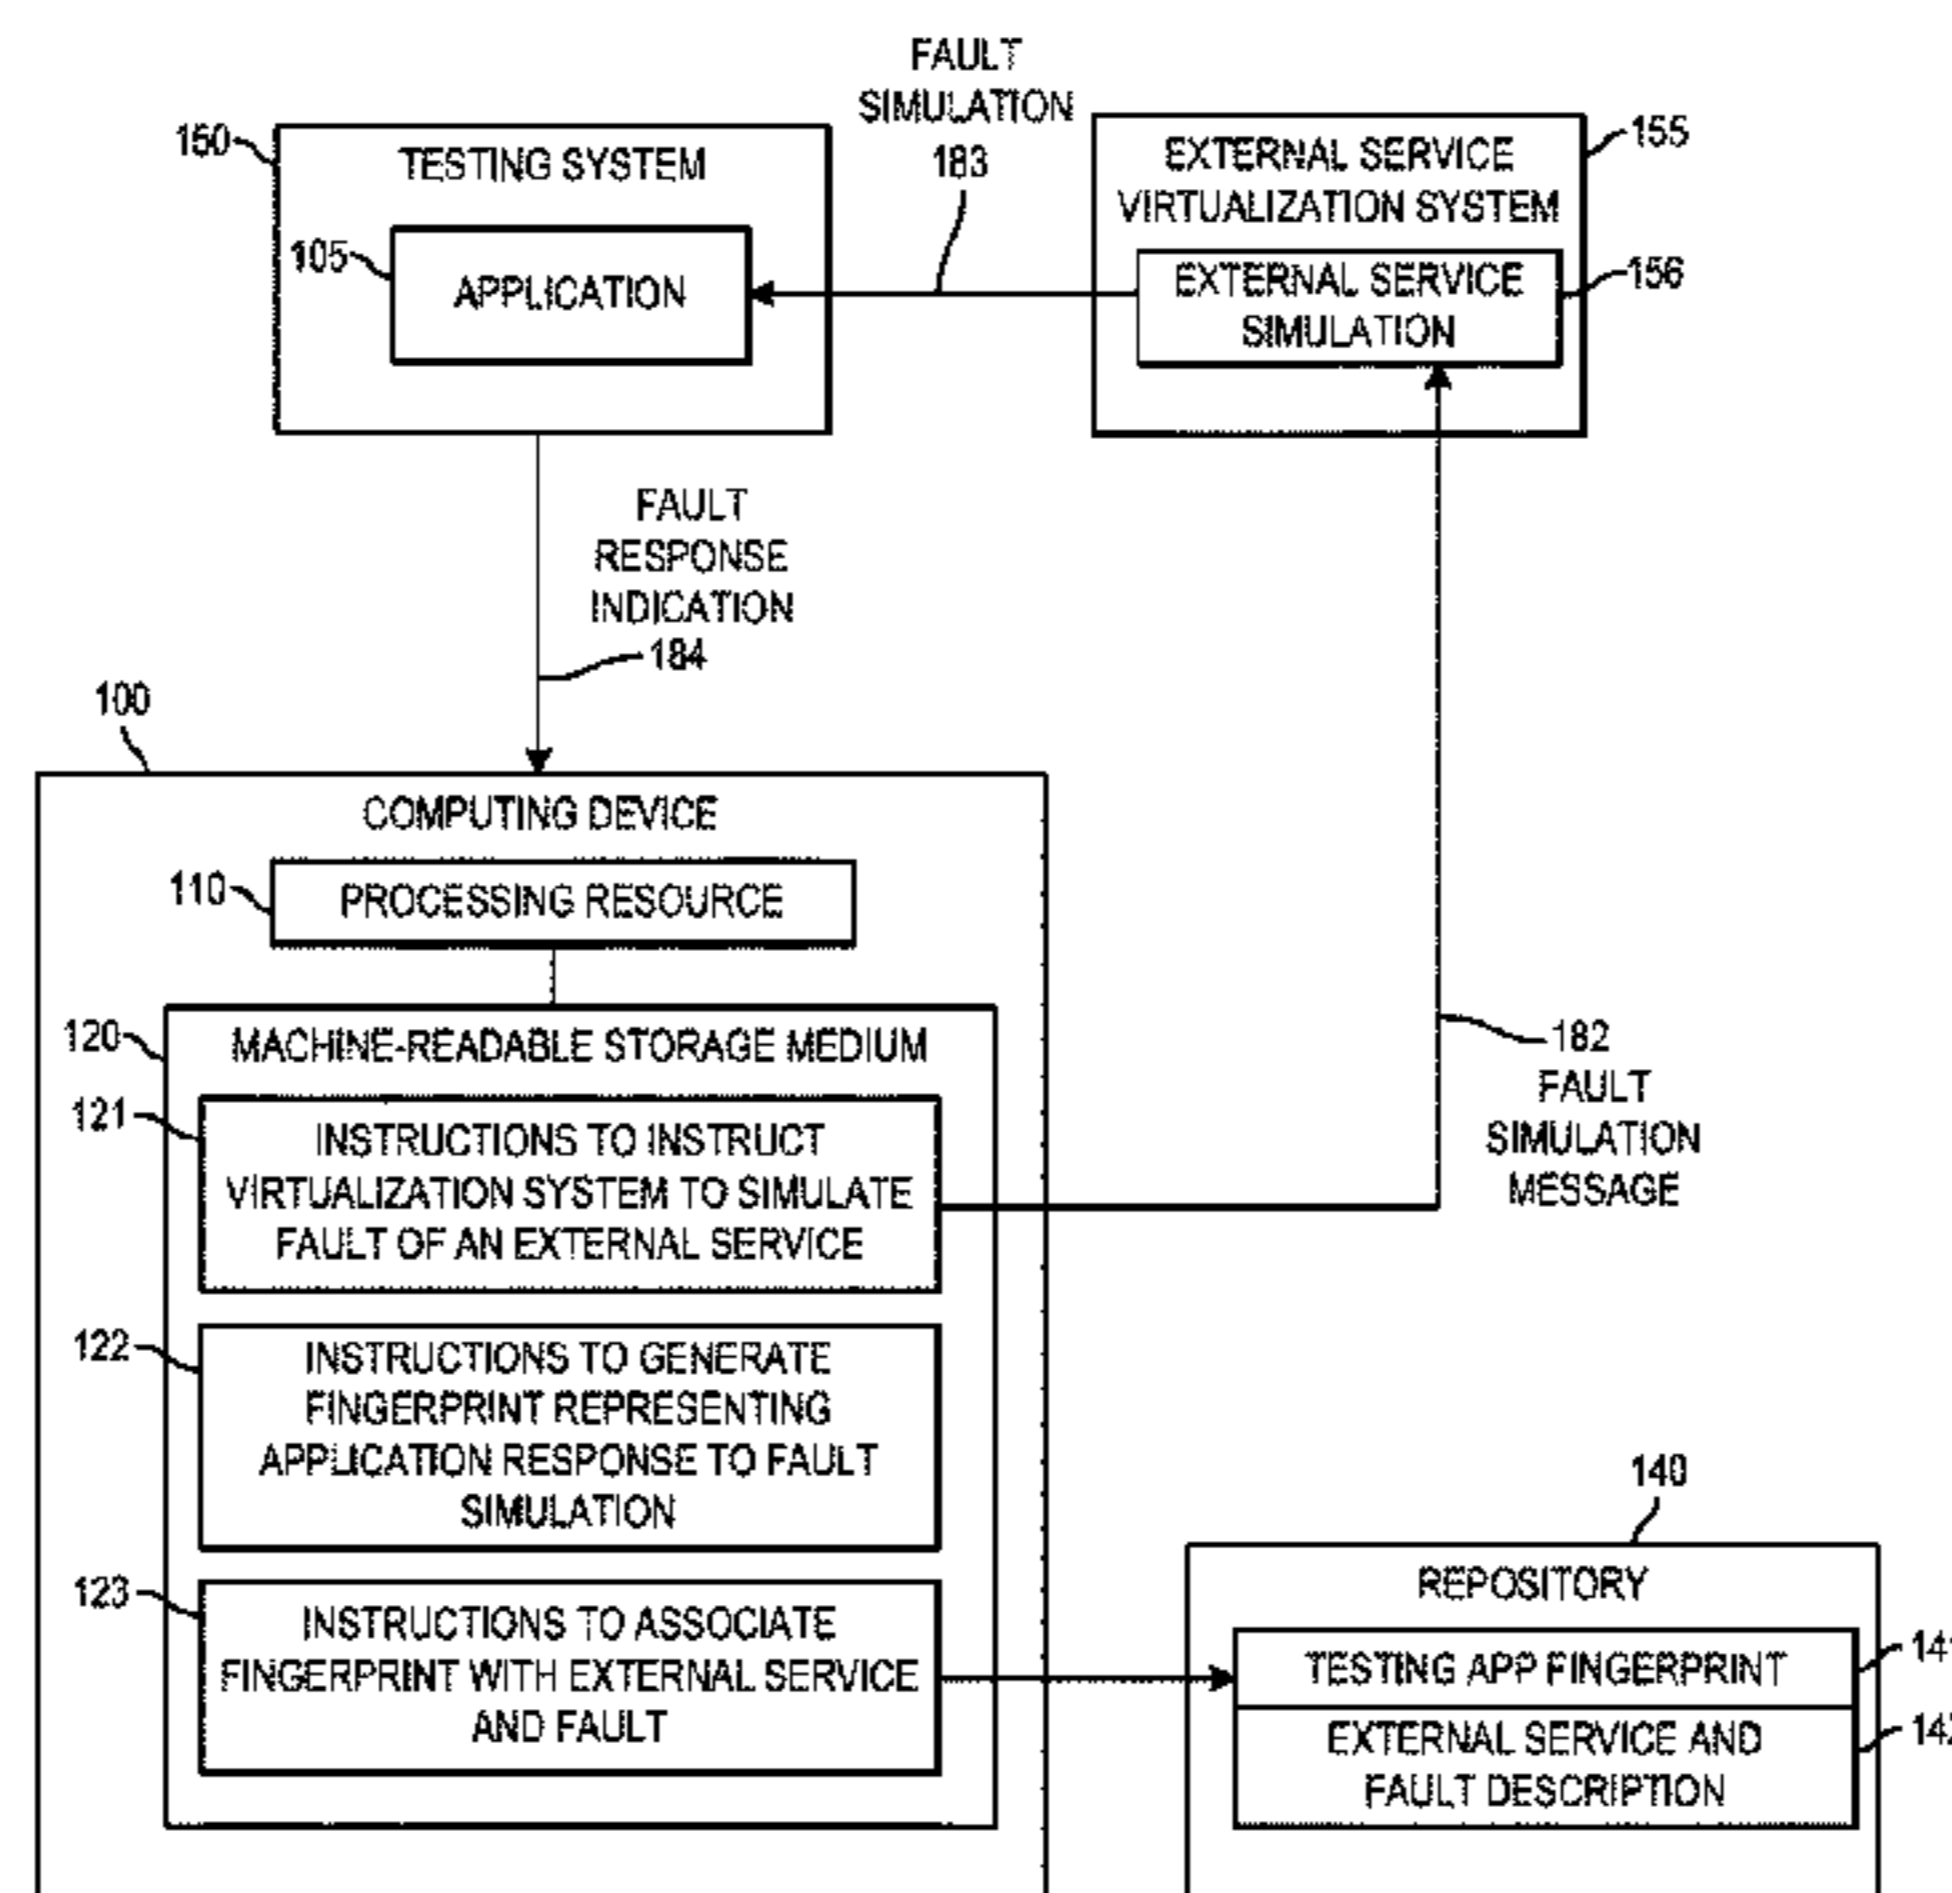 FAULT
SIMULATION
183
150
TESTING SYSTEM
105
APPLICATION
EXTERNAL SERVICE
VIRTUALIZATION SYSTEM
155
EXTERNAL SERVICE
SIMULATION
156
FAULT
RESPONSE
INDICATION
184
100
COMPUTING DEVICE
110
PROCESSING RESOURCE
120
MACHINE-READABLE STORAGE MEDIUM
121
INSTRUCTIONS TO INSTRUCT
VIRTUALIZATION SYSTEM TO SIMULATE
FAULT OF AN EXTERNAL SERVICE
182
FAULT
SIMULATION
MESSAGE
122
INSTRUCTIONS TO GENERATE
FINGERPRINT REPRESENTING
APPLICATION RESPONSE TO FAULT
SIMULATION
123
INSTRUCTIONS TO ASSOCIATE
FINGERPRINT WITH EXTERNAL SERVICE
AND FAULT
140
REPOSITORY
TESTING APP FINGERPRINT
EXTERNAL SERVICE AND
FAULT DESCRIPTION